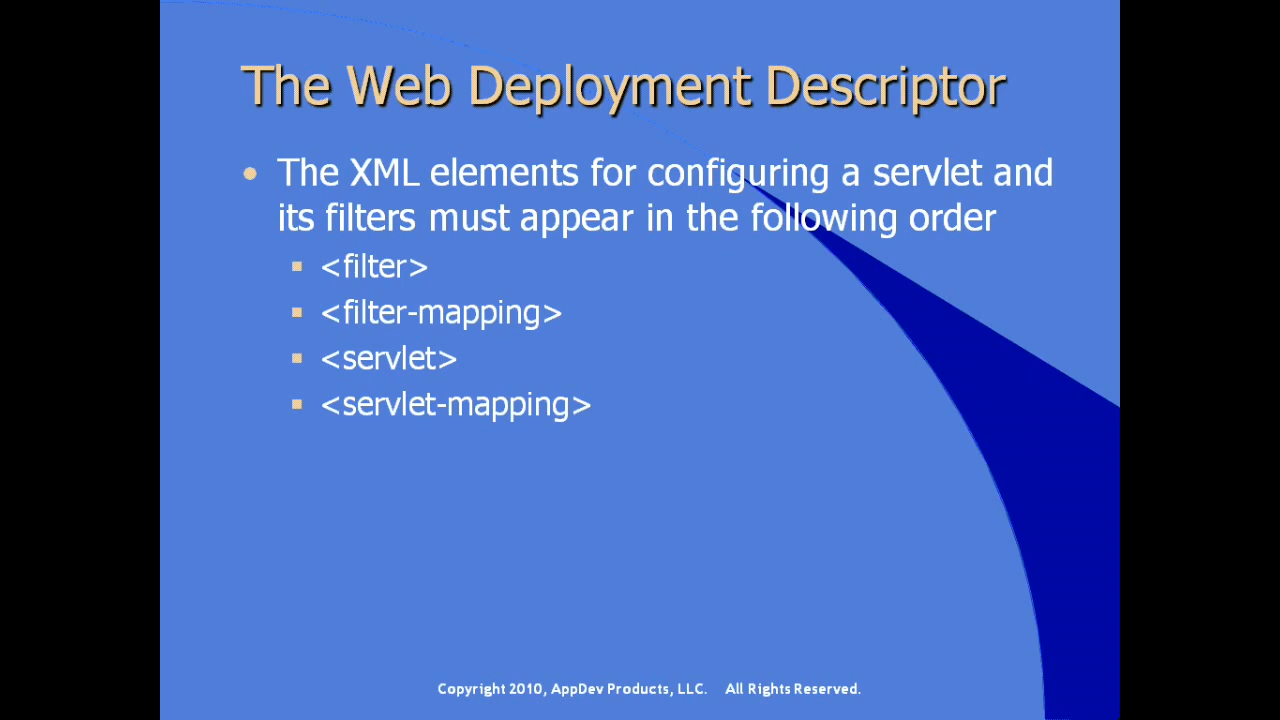 The Web Deployment Descriptor
The XML elements for configuring a servlet and
its filters must appear in the following order
<filter>
<filter-mapping>
<servlet>
<servlet-mapping>
Copyright 2010, AppDev Products, LLC. All Rights Reserved.